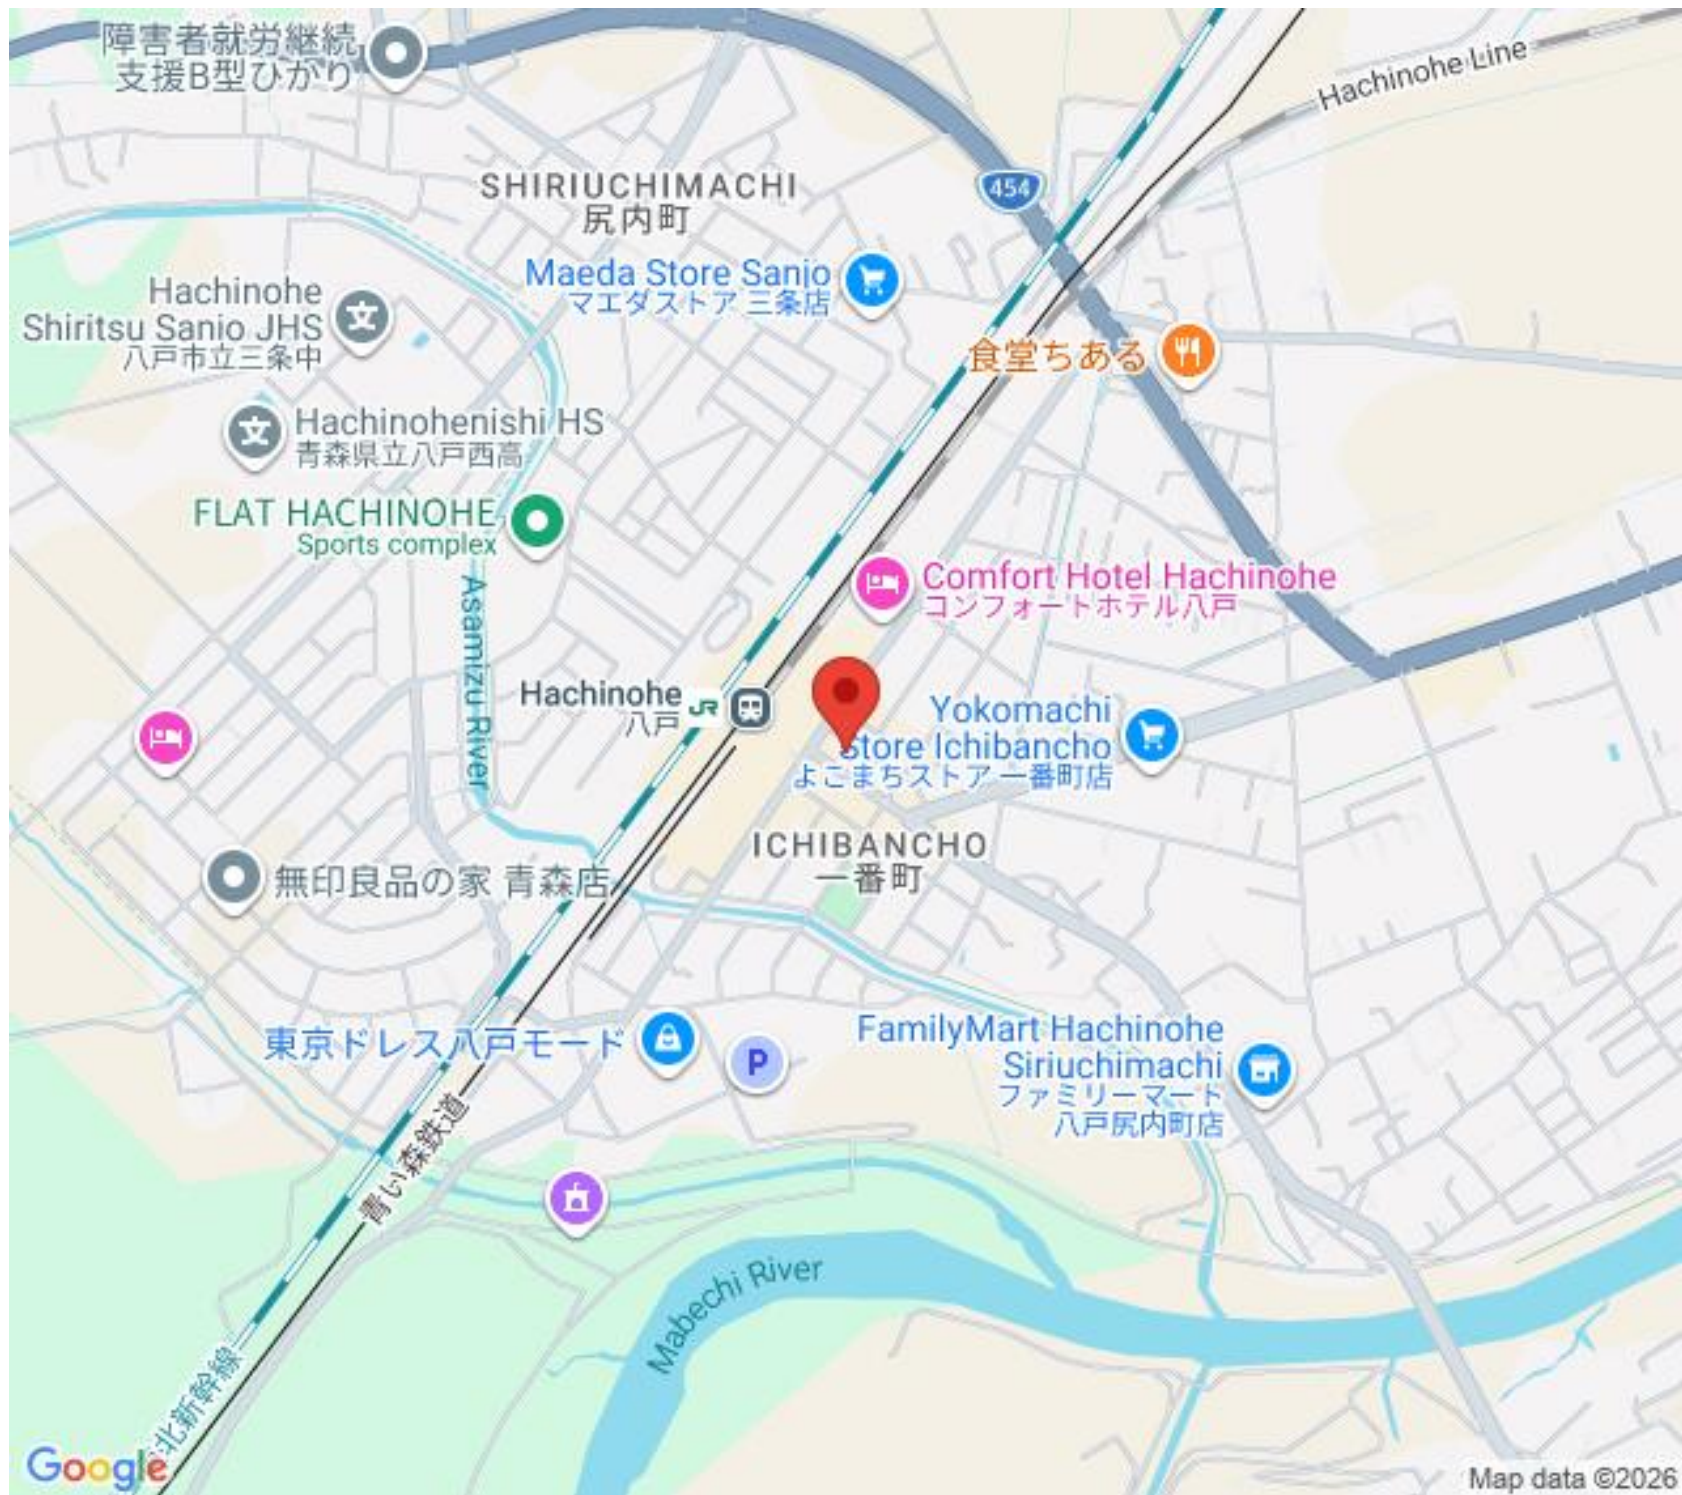 障害者就労継続
支援B型ひかり
Hachinohe Line
454
SHIRIUCHIMACHI
尻内町
Maeda Store Sanjo
マエダストア 三条店
Hachinohe
Shiritsu Sanio JHS
八戸市立三条中
文
食堂ちある
Hachinohenishi HS
青森県立八戸西高
文
FLAT HACHINOHE
Sports complex
Asamizu River
Comfort Hotel Hachinohe
コンフォートホテル八戸
Hachinohe
八戸
JR
Yokomachi
Store Ichibancho
よこまちストア 一番町店
ICHIBANCHO
一番町
無印良品の家 青森店
東京ドレス八戸モード
P
FamilyMart Hachinohe
Siriuchimachi
ファミリーマート
八戸尻内町店
青い森鉄道
Mabechi River
北新幹線
Google
Map data ©2026